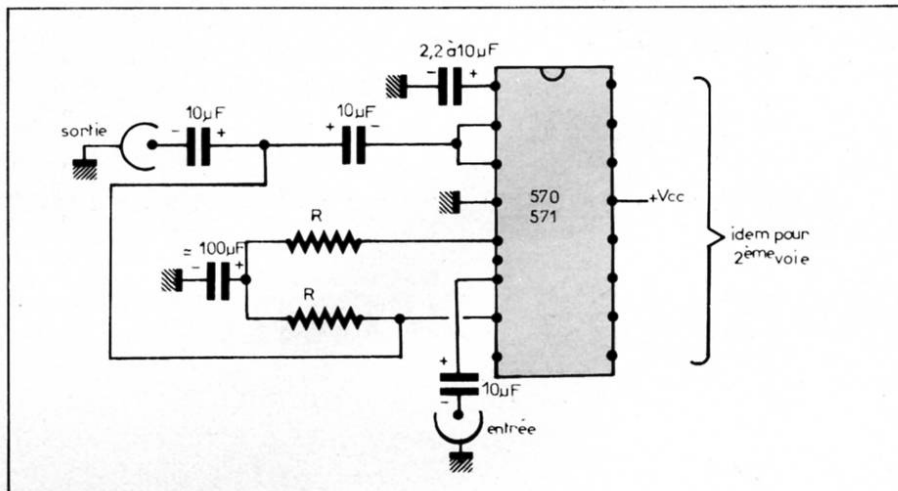 2,2 à 10µF
- +
10µF
10µF
sortie
- +
+ -
570
571
+Vcc
R
idem pour
2ème voie
≃ 100µF
- +
R
+
10µF
-
entrée